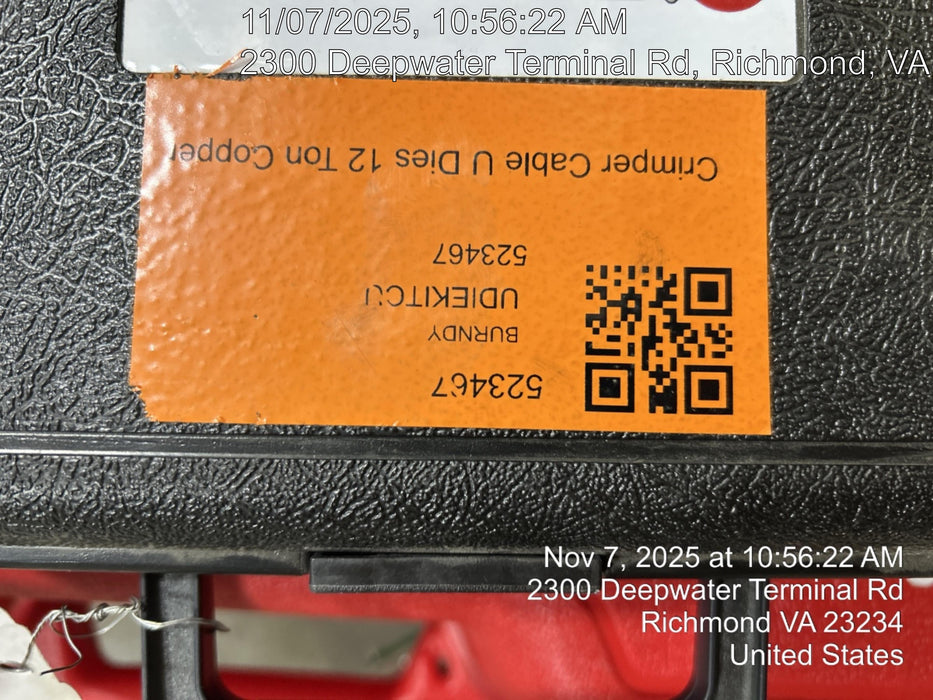 11/07/2025, 10:56:22 AM
2300 Deepwater Terminal Rd, Richmond, VA
523467
BURNDY
UDIEKITCU
523467
Crimper Cable U Dies 12 Ton Copper
Nov 7, 2025 at 10:56:22 AM
2300 Deepwater Terminal Rd
Richmond VA 23234
United States